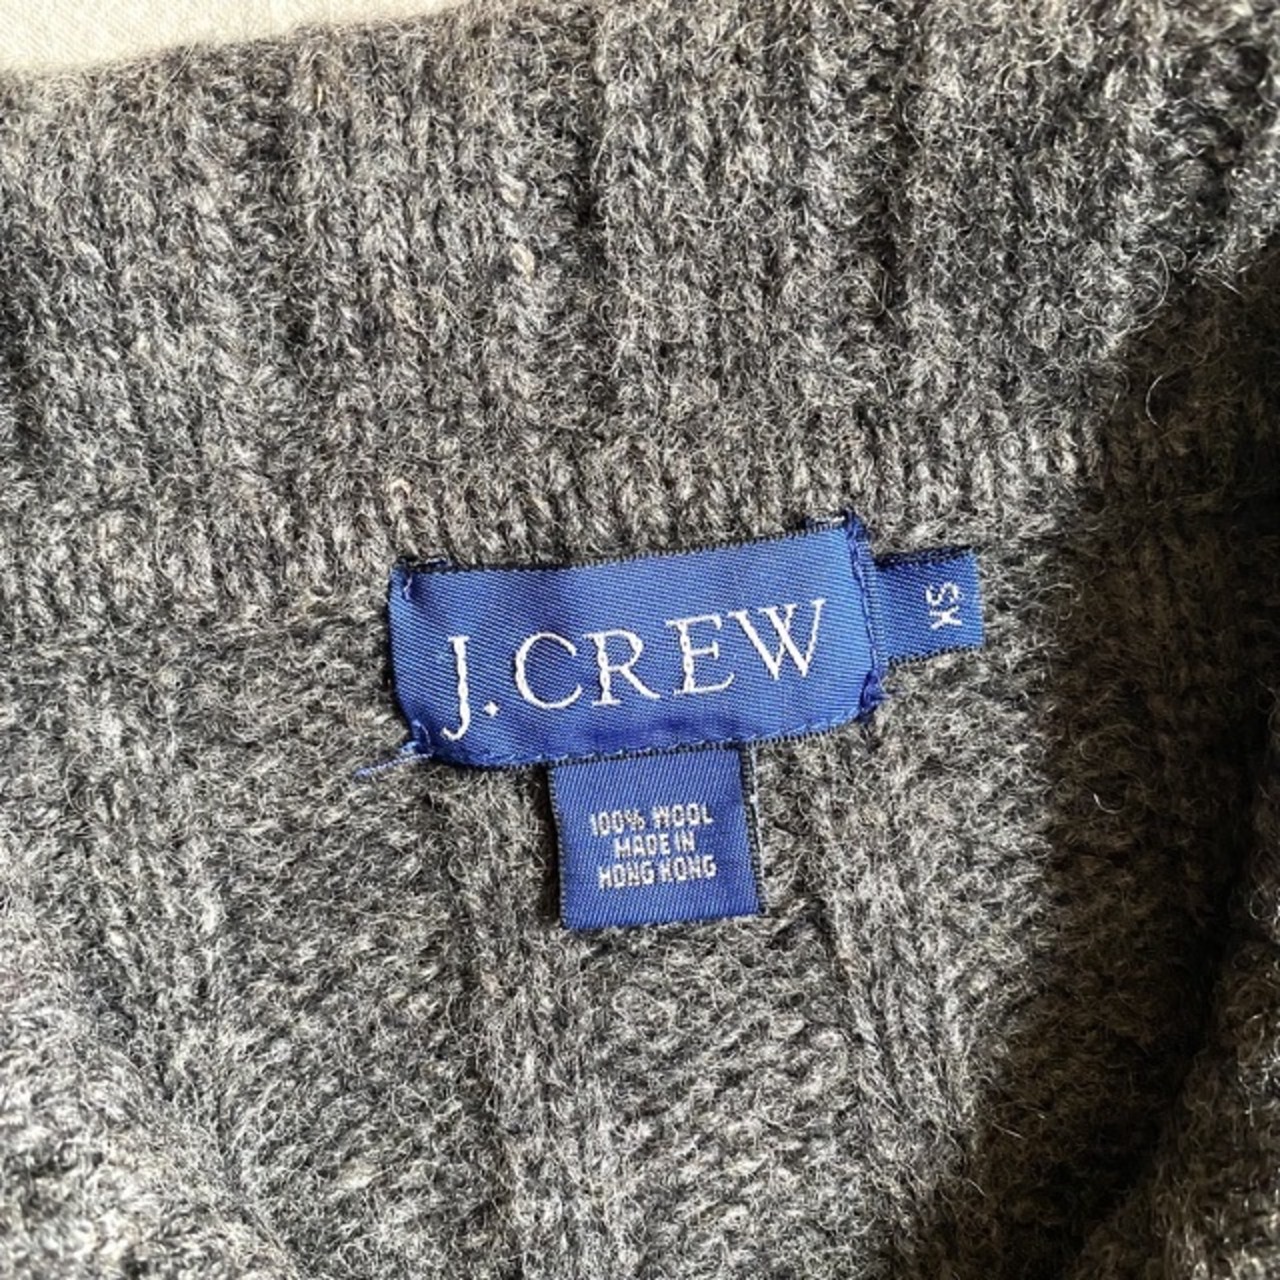 J.CREW
XS
100% WOOL
MADE IN
HONG KONG